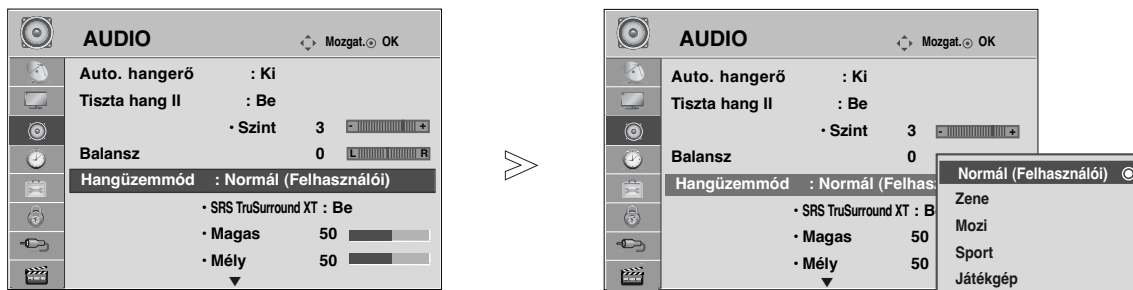 AUDIO Mozgat. OK
Auto. hangerő : Ki
Tiszta hang II : Be
• Szint 3 - +
Balansz 0 L R
Hangüzemmód : Normál (Felhasználói)
• SRS TruSurround XT : Be
• Magas 50
• Mély 50
▼
>
AUDIO Mozgat. OK
Auto. hangerő : Ki
Tiszta hang II : Be
• Szint 3 - +
Balansz 0
Hangüzemmód : Normál (Felhas
• SRS TruSurround XT : B
• Magas 50
• Mély 50
▼
Normál (Felhasználói)
Zene
Mozi
Sport
Játékgép